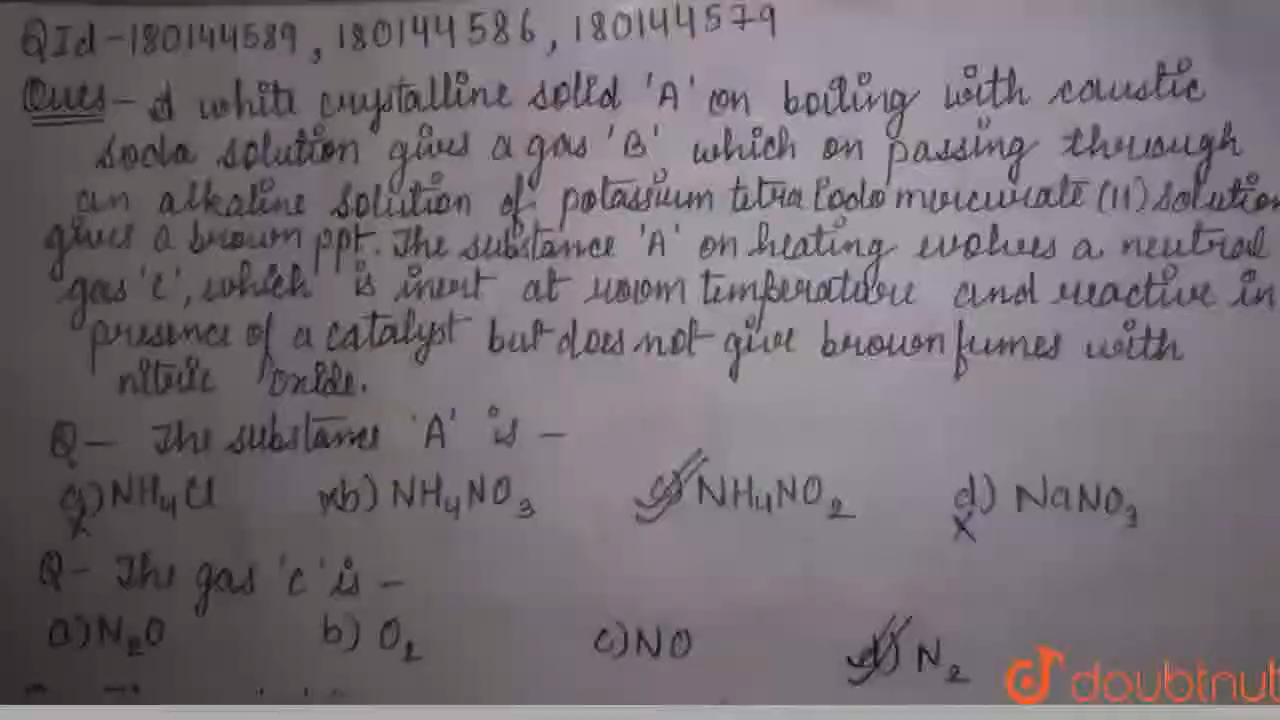 QId-180144589, 180144586, 180144579
Ques - A white crystalline solid 'A' on boiling with caustic
soda solution gives a gas 'B' which on passing through
an alkaline solution of potassium tetra iodo mercurate (II) solution
gives a brown ppt. The substance 'A' on heating evolves a neutral
gas 'C', which is inert at room temperature and reactive in
presence of a catalyst but does not give brown fumes with
nitric oxide.
Q- The substance 'A' is -
a) NH4Cl b) NH4NO3 c) NH4NO2 d) NaNO3
Q- The gas 'C' is -
a) N2O b) O2 c) NO d) N2
doubtnut